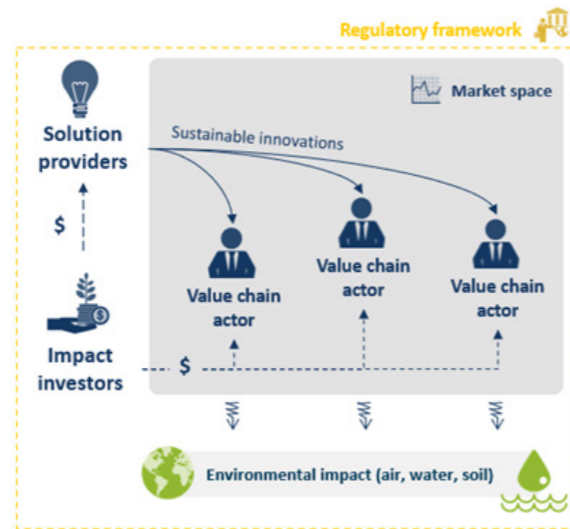 Regulatory framework
Market space
Solution
providers
Sustainable innovations
$
Value chain
actor
Value chain
actor
Value chain
actor
Impact
investors
$
Environmental impact (air, water, soil)